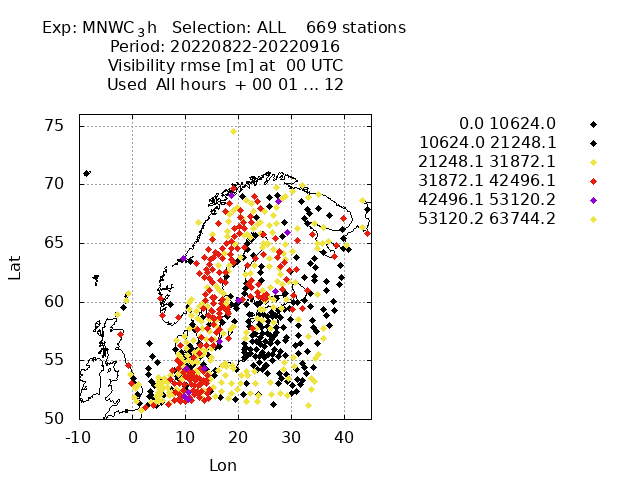 Exp: MNWC_3h Selection: ALL 669 stations
Period: 20220822-20220916
Visibility rmse [m] at 00 UTC
Used All hours + 00 01 ... 12
0.0 10624.0
10624.0 21248.1
21248.1 31872.1
31872.1 42496.1
42496.1 53120.2
53120.2 63744.2
75
70
65
60
55
50
Lat
-10 0 10 20 30 40
Lon